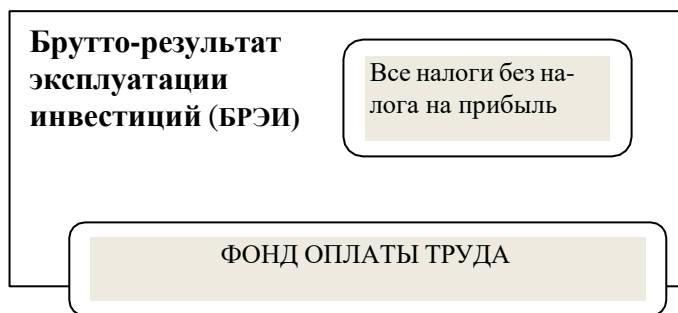 Брутто-результат
эксплуатации
инвестиций (БРЭИ)
Все налоги без на-
лога на прибыль
ФОНД ОПЛАТЫ ТРУДА